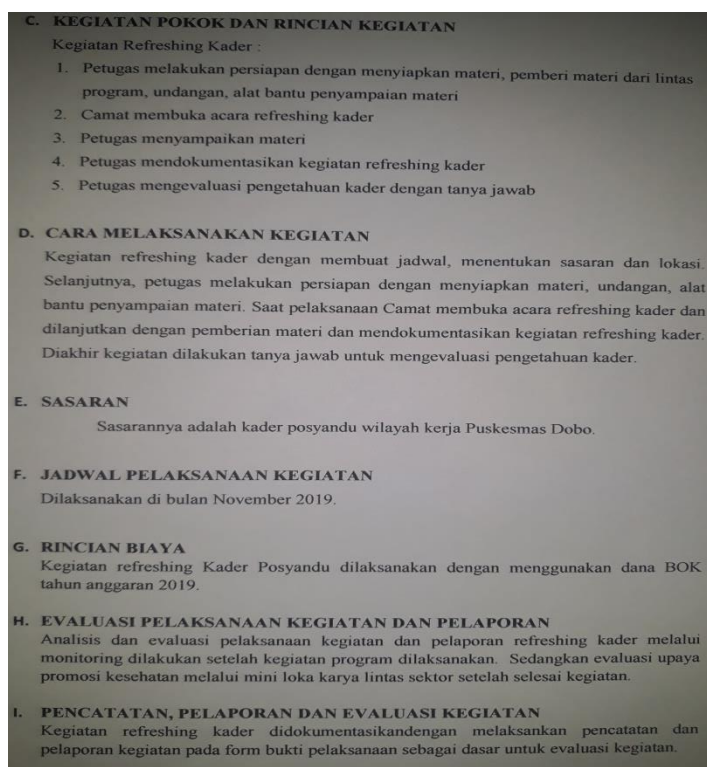 C. KEGIATAN POKOK DAN RINCIAN KEGIATAN
Kegiatan Refreshing Kader :
1. Petugas melakukan persiapan dengan menyiapkan materi, pemberi materi dari lintas
program, undangan, alat bantu penyampaian materi
2. Camat membuka acara refreshing kader
3. Petugas menyampaikan materi
4. Petugas mendokumentasikan kegiatan refreshing kader
5. Petugas mengevaluasi pengetahuan kader dengan tanya jawab
D. CARA MELAKSANAKAN KEGIATAN
Kegiatan refreshing kader dengan membuat jadwal, menentukan sasaran dan lokasi.
Selanjutnya, petugas melakukan persiapan dengan menyiapkan materi, undangan, alat
bantu penyampaian materi. Saat pelaksanaan Camat membuka acara refreshing kader dan
dilanjutkan dengan pemberian materi dan mendokumentasikan kegiatan refreshing kader.
Diakhir kegiatan dilakukan tanya jawab untuk mengevaluasi pengetahuan kader.
E. SASARAN
Sasarannya adalah kader posyandu wilayah kerja Puskesmas Dobo.
F. JADWAL PELAKSANAAN KEGIATAN
Dilaksanakan di bulan November 2019.
G. RINCIAN BIAYA
Kegiatan refreshing Kader Posyandu dilaksanakan dengan menggunakan dana BOK
tahun anggaran 2019.
H. EVALUASI PELAKSANAAN KEGIATAN DAN PELAPORAN
Analisis dan evaluasi pelaksanaan kegiatan dan pelaporan refreshing kader melalui
monitoring dilakukan setelah kegiatan program dilaksanakan. Sedangkan evaluasi upaya
promosi kesehatan melalui mini loka karya lintas sektor setelah selesai kegiatan.
I. PENCATATAN, PELAPORAN DAN EVALUASI KEGIATAN
Kegiatan refreshing kader didokumentasikandengan melaksankan pencatatan dan
pelaporan kegiatan pada form bukti pelaksanaan sebagai dasar untuk evaluasi kegiatan.